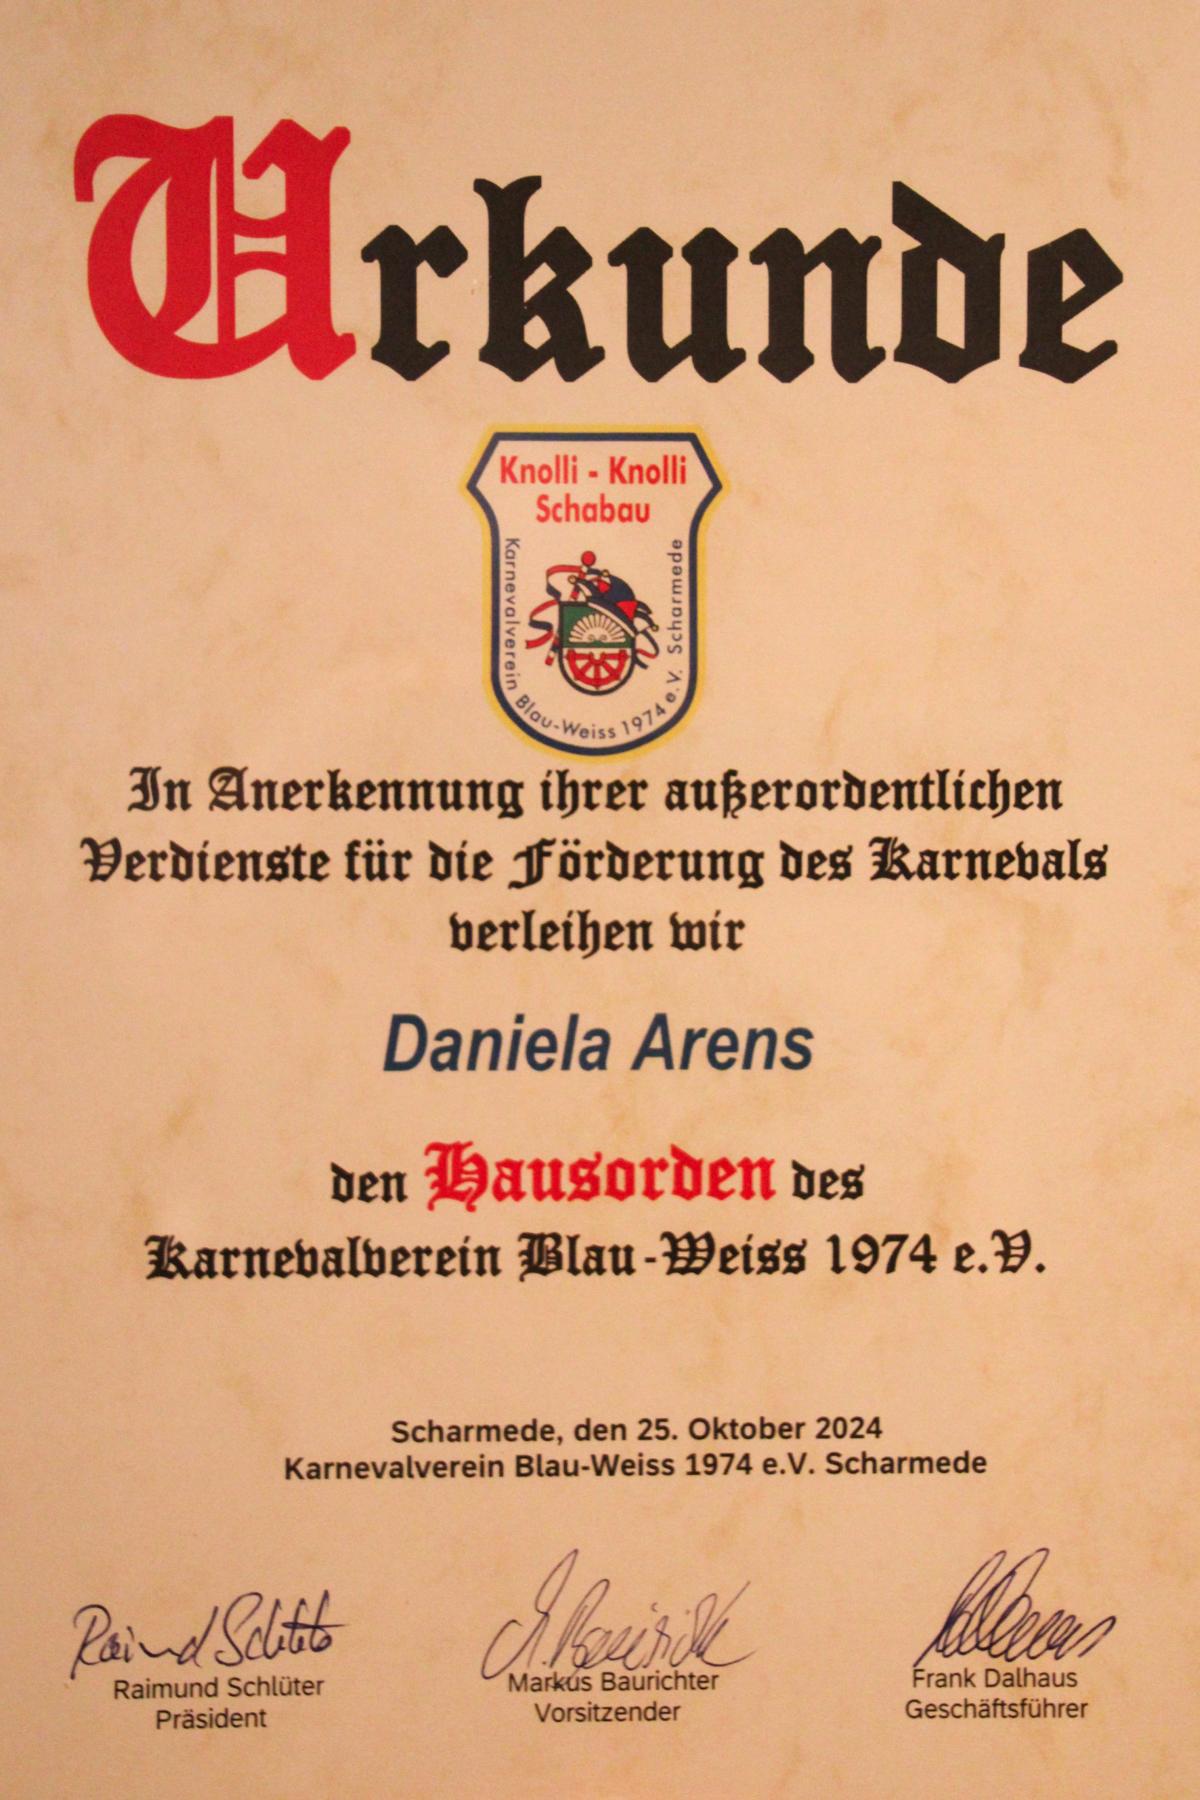 Urkunde
Knolli - Knolli
Schabau
Karnevalverein Blau-Weiss 1974 e.V. Scharmede
In Anerkennung ihrer außerordentlichen
Verdienste für die Förderung des Karnevals
verleihen wir
Daniela Arens
den Hausorden des
Karnevalverein Blau-Weiss 1974 e.V.
Scharmede, den 25. Oktober 2024
Karnevalverein Blau-Weiss 1974 e.V. Scharmede
Raimund Schlüter
Präsident
Markus Baurichter
Vorsitzender
Frank Dalhaus
Geschäftsführer